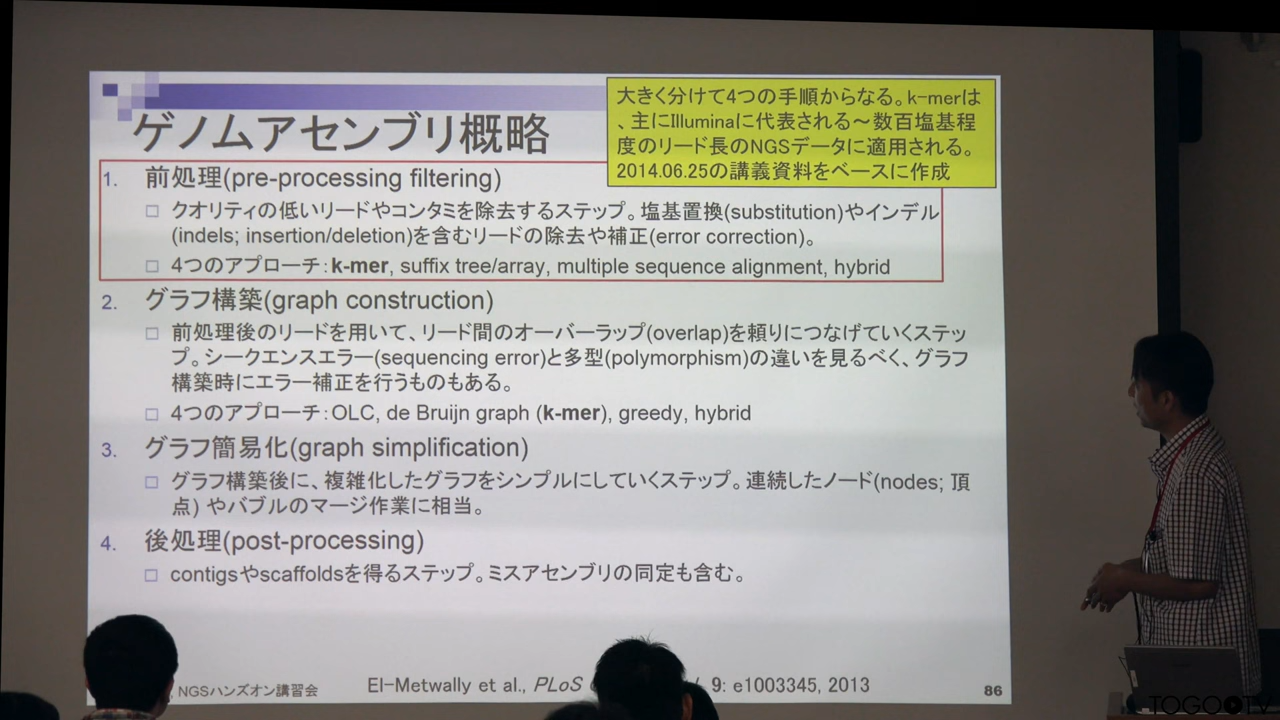 ゲノムアセンブリ概略
大きく分けて4つの手順からなる。k-merは
、主にIlluminaに代表される～数百塩基程
度のリード長のNGSデータに適用される。
2014.06.25の講義資料をベースに作成
1. 前処理(pre-processing filtering)
クオリティの低いリードやコンタミを除去するステップ。塩基置換(substitution)やインデル
(indels; insertion/deletion)を含むリードの除去や補正(error correction)。
4つのアプローチ：k-mer, suffix tree/array, multiple sequence alignment, hybrid
2. グラフ構築(graph construction)
前処理後のリードを用いて、リード間のオーバーラップ(overlap)を頼りにつなげていくステッ
プ。シークエンスエラー(sequencing error)と多型(polymorphism)の違いを見るべく、グラフ
構築時にエラー補正を行うものもある。
4つのアプローチ：OLC, de Bruijn graph (k-mer), greedy, hybrid
3. グラフ簡易化(graph simplification)
グラフ構築後に、複雑化したグラフをシンプルにしていくステップ。連続したノード(nodes; 頂
点) やバブルのマージ作業に相当。
4. 後処理(post-processing)
contigsやscaffoldsを得るステップ。ミスアセンブリの同定も含む。
, NGSハンズオン講習会
El-Metwally et al., PLoS 9: e1003345, 2013
86
TOGOTV